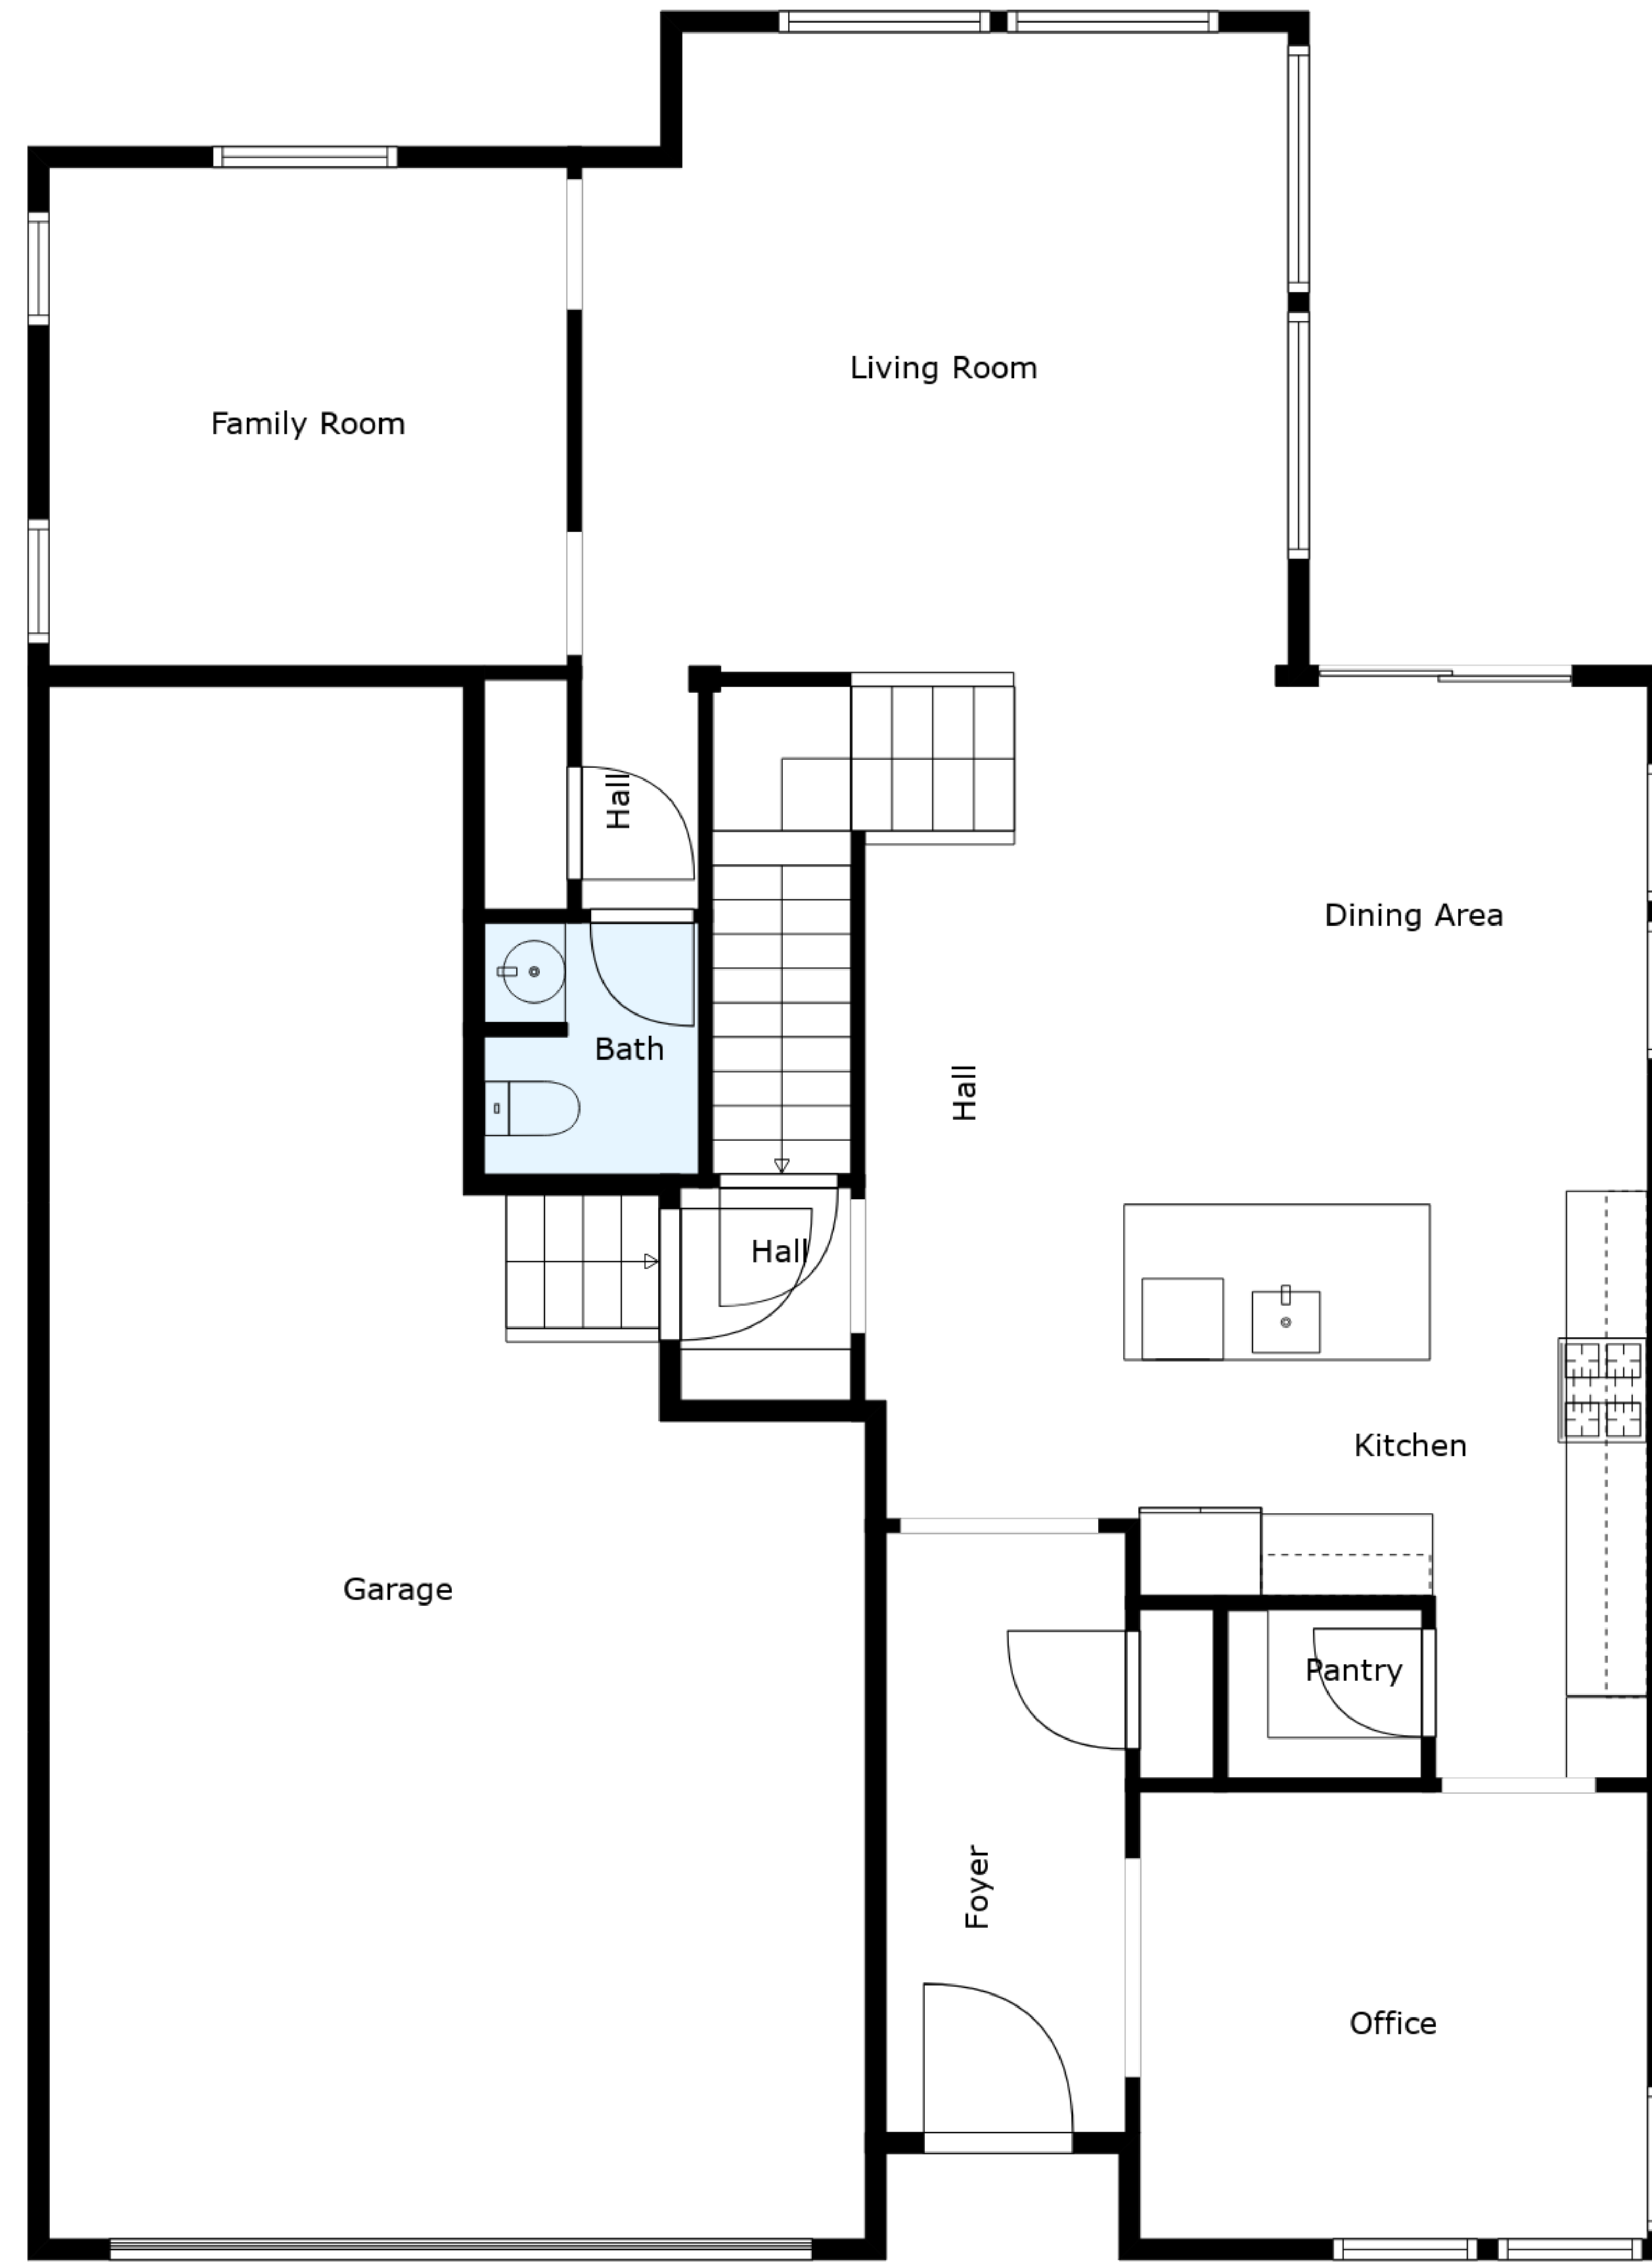 Living Room
Family Room
Hall
Dining Area
Bath
Hall
Hall
Kitchen
Garage
Pantry
Foyer
Office